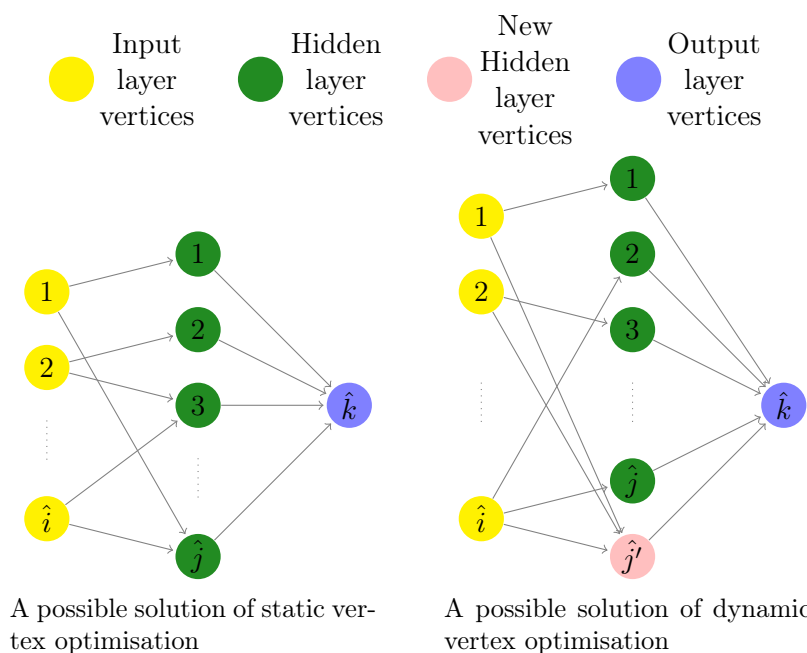 Input
layer
vertices
Hidden
layer
vertices
New
Hidden
layer
vertices
Output
layer
vertices
1
2
î
1
2
3
ĵ
k̂
A possible solution of static ver-
tex optimisation
1
2
î
1
2
3
ĵ
ĵ′
k̂
A possible solution of dynamic
vertex optimisation